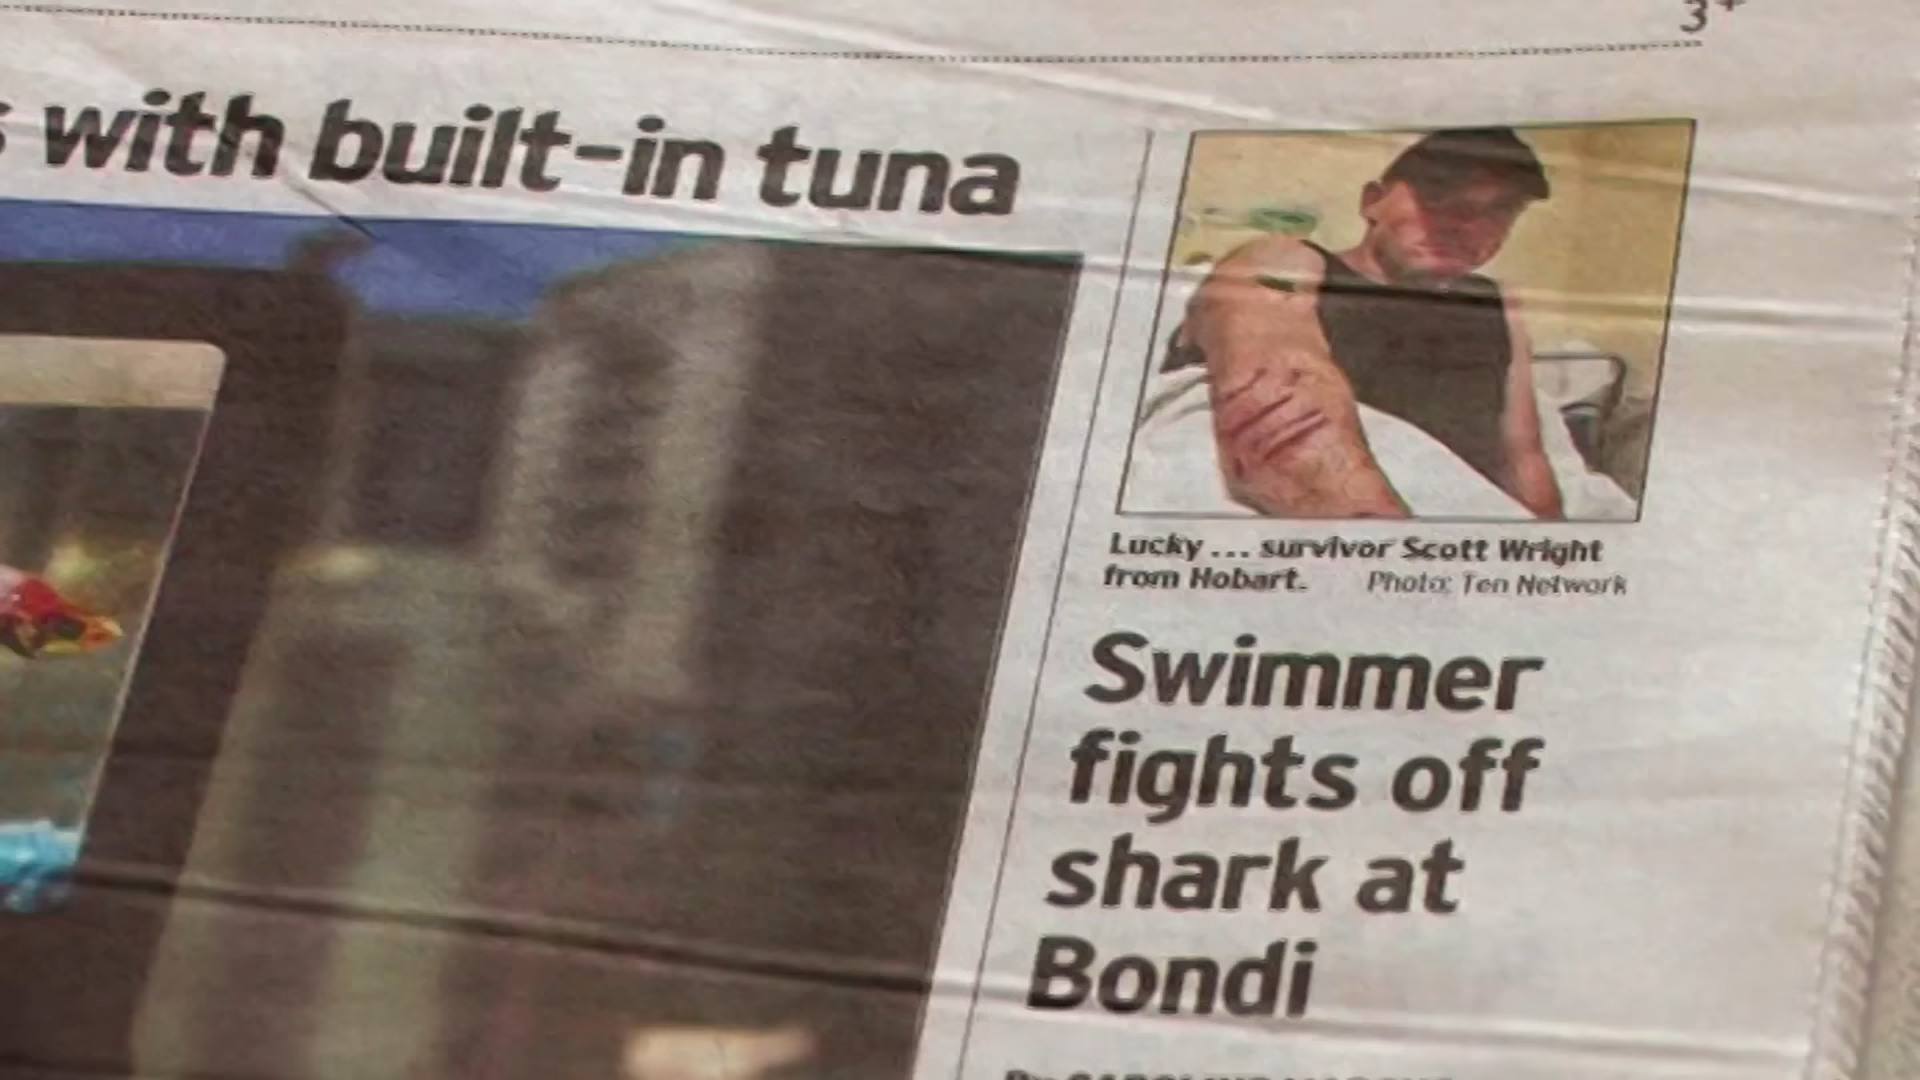 with built-in tuna
Lucky ... survivor Scott Wright
from Hobart. Photo: Ten Network
Swimmer
fights off
shark at
Bondi